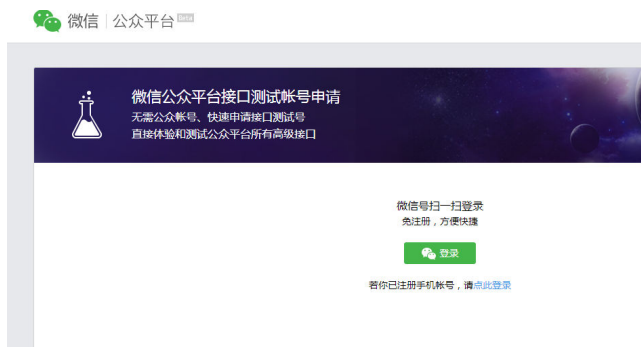 微信 公众平台 Beta
微信公众平台接口测试帐号申请
无需公众帐号、快速申请接口测试号
直接体验和测试公众平台所有高级接口
微信号扫一扫登录
免注册，方便快捷
登录
若你已注册手机帐号，请点此登录